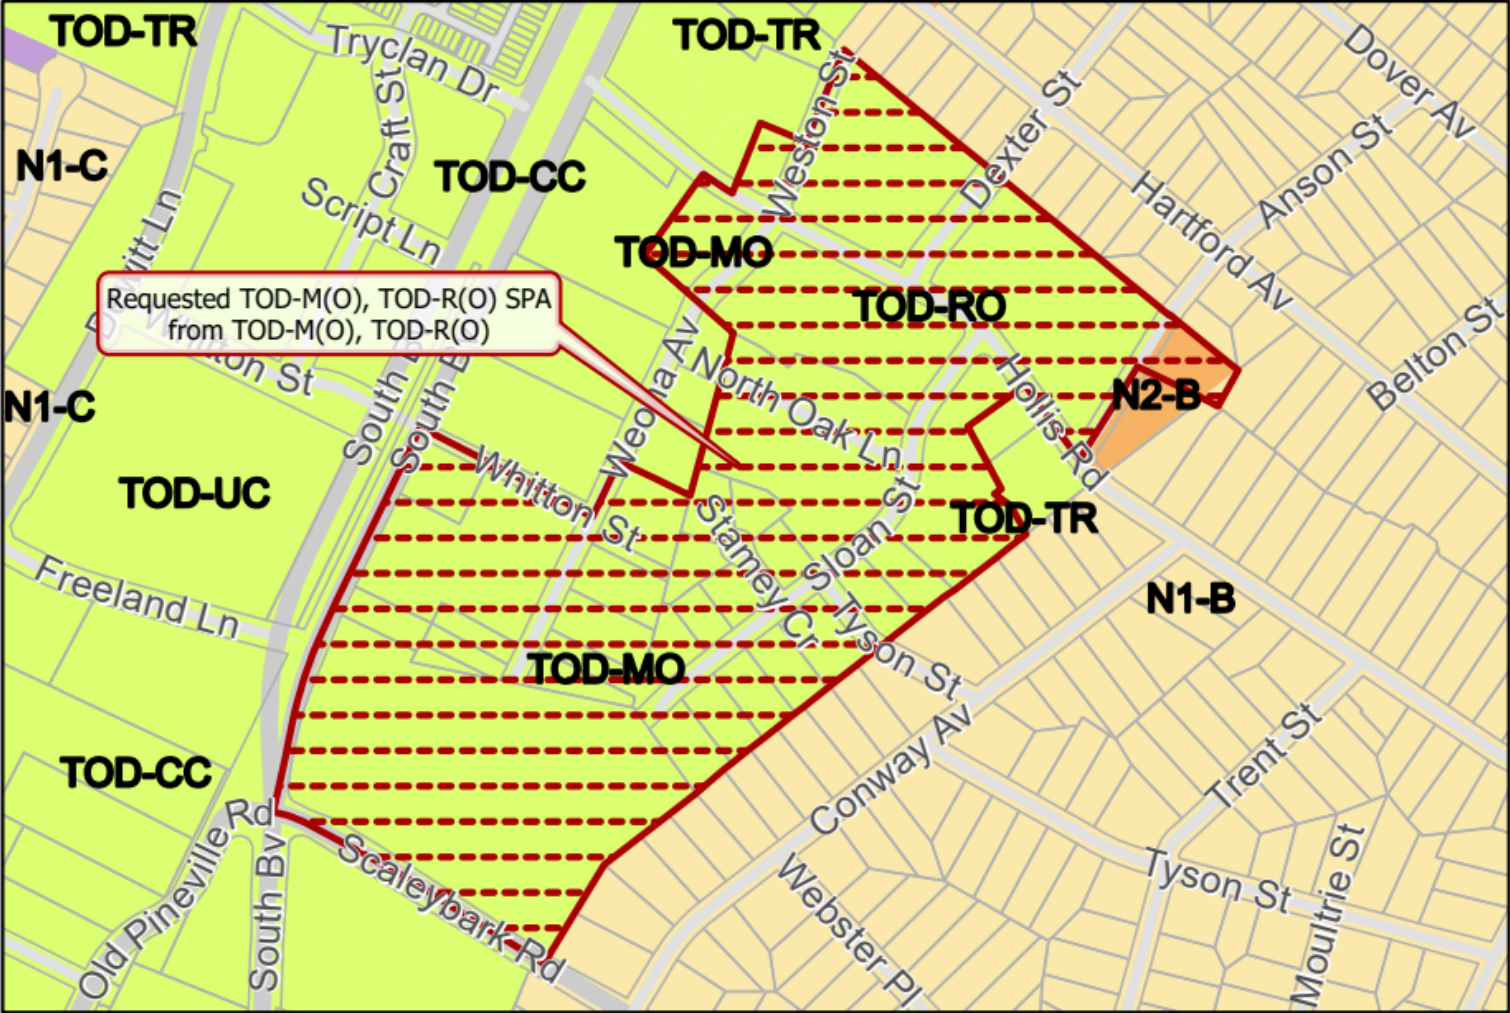 TOD-TR
TOD-TR
Tryclan Dr
Dover Av
Craft St
Weston St
Dexter St
Anson St
N1-C
TOD-CC
Script Ln
Hartford Av
Dewitt Ln
TOD-MO
Requested TOD-M(O), TOD-R(O) SPA
from TOD-M(O), TOD-R(O)
TOD-RO
Whitton St
South B
South B
Weona Av
North Oak Ln
Hollis Rd
N2-B
Belton St
N1-C
TOD-UC
Whitton St
Stamey Cr
Sloan St
TOD-TR
Freeland Ln
Tyson St
N1-B
TOD-MO
TOD-CC
Conway Av
Trent St
Old Pineville Rd
South Bv
Scaleybark Rd
Webster Pl
Tyson St
Moultrie St